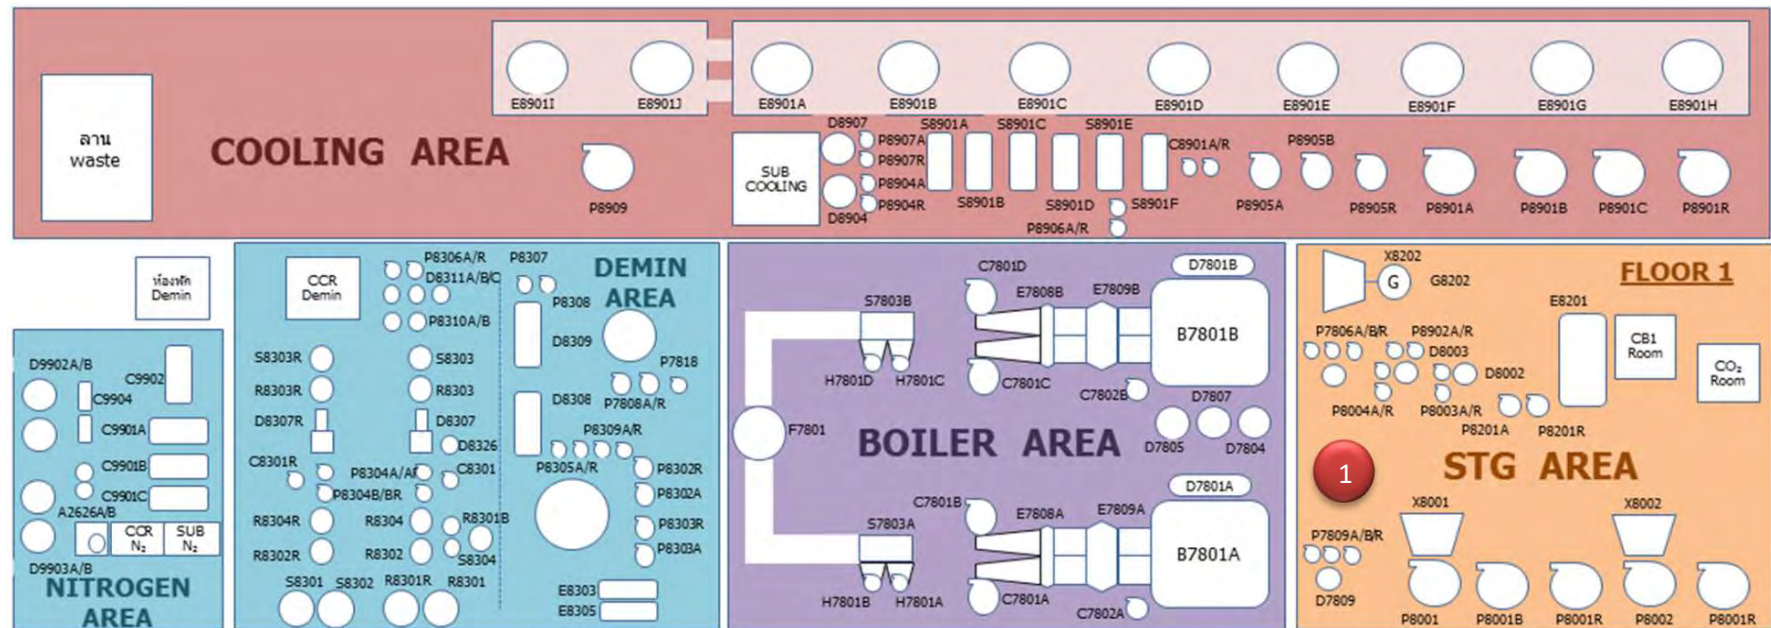 E8901I
E8901J
E8901A
E8901B
E8901C
E8901D
E8901E
E8901F
E8901G
E8901H
ลาน
waste
COOLING AREA
P8909
SUB
COOLING
D8907
P8907A
P8907R
P8904A
P8904R
D8904
S8901A
S8901C
S8901E
S8901B
S8901D
S8901F
P8906A/R
C8901A/R
P8905B
P8905A
P8905R
P8901A
P8901B
P8901C
P8901R
ห้องพัก
Demin
D9902A/B
C9902
C9904
C9901A
C9901B
C9901C
A2626A/B
CCR
N₂
SUB
N₂
D9903A/B
NITROGEN
AREA
CCR
Demin
P8306A/R
D8311A/B/C
P8310A/B
P8307
P8308
DEMIN
AREA
D8309
P7818
P7808A/R
S8303R
S8303
R8303R
R8303
D8307R
D8307
D8308
D8326
P8309A/R
C8301R
P8304A/AR
C8301
P8305A/R
P8302R
P8304B/BR
P8302A
R8304R
R8304
R8301B
P8303R
R8302R
R8302
S8304
P8303A
S8301
S8302
R8301R
R8301
E8303
E8305
C7801D
E7808B
E7809B
D7801B
S7803B
B7801B
H7801D
H7801C
C7801C
C7802B
D7807
F7801
BOILER AREA
D7805
D7804
C7801B
E7808A
E7809A
D7801A
S7803A
B7801A
H7801B
H7801A
C7801A
C7802A
X8202
G
G8202
FLOOR 1
E8201
P7806A/B/R
P8902A/R
D8003
D8002
CB1
Room
CO₂
Room
P8004A/R
P8003A/R
P8201A
P8201R
1
STG AREA
X8001
X8002
P7809A/B/R
D7809
P8001
P8001B
P8001R
P8002
P8001R